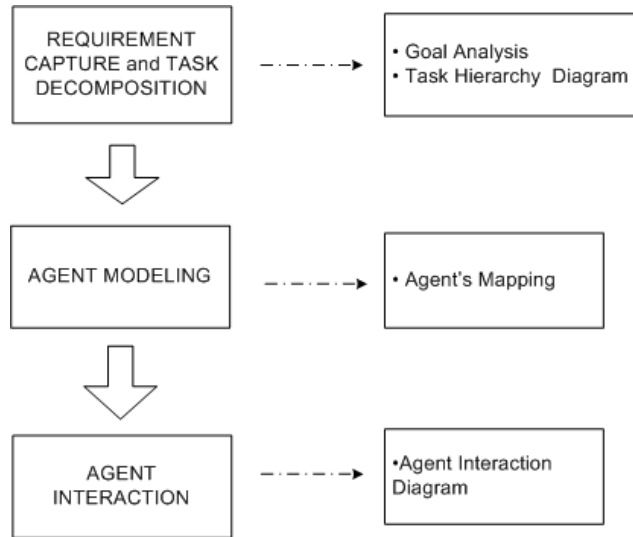 REQUIREMENT
CAPTURE and TASK
DECOMPOSITION
• Goal Analysis
• Task Hierarchy Diagram
AGENT MODELING
• Agent's Mapping
AGENT
INTERACTION
•Agent Interaction
Diagram